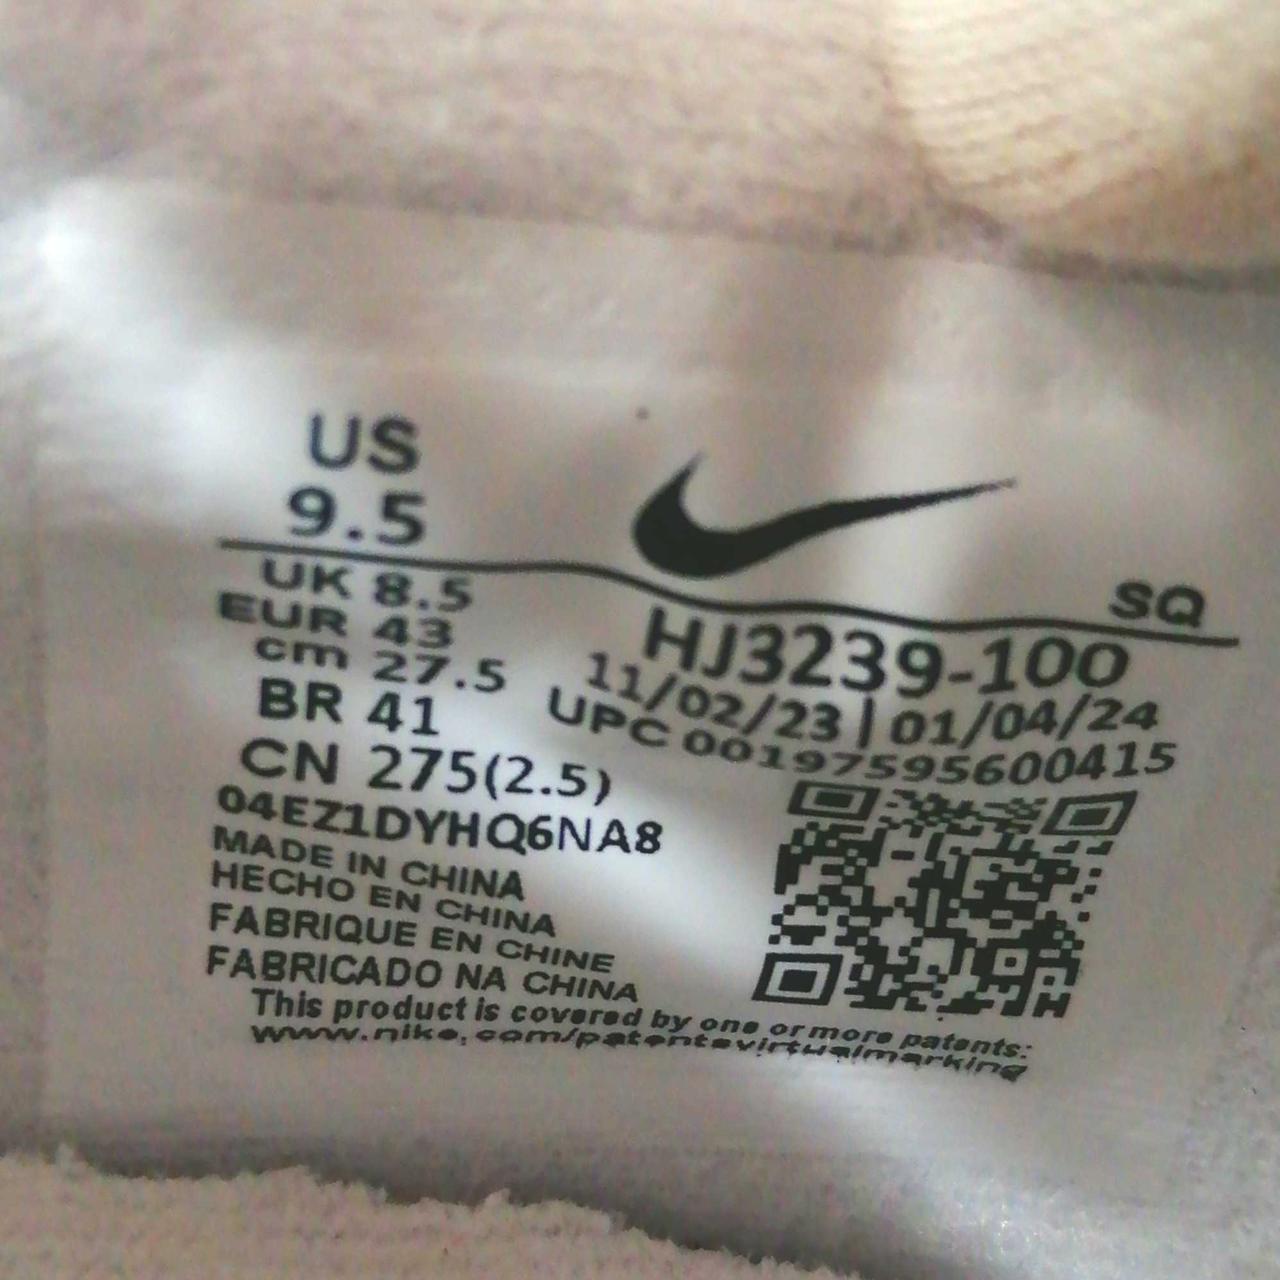 US
9.5
UK 8.5
EUR 43
cm 27.5
BR 41
CN 275(2.5)
SQ
HJ3239-100
11/02/23 | 01/04/24
UPC 00197595600415
04EZ1DYHQ6NA8
MADE IN CHINA
HECHO EN CHINA
FABRIQUE EN CHINE
FABRICADO NA CHINA
This product is covered by one or more patents:
www.nike.com/patentsvirtualmarking